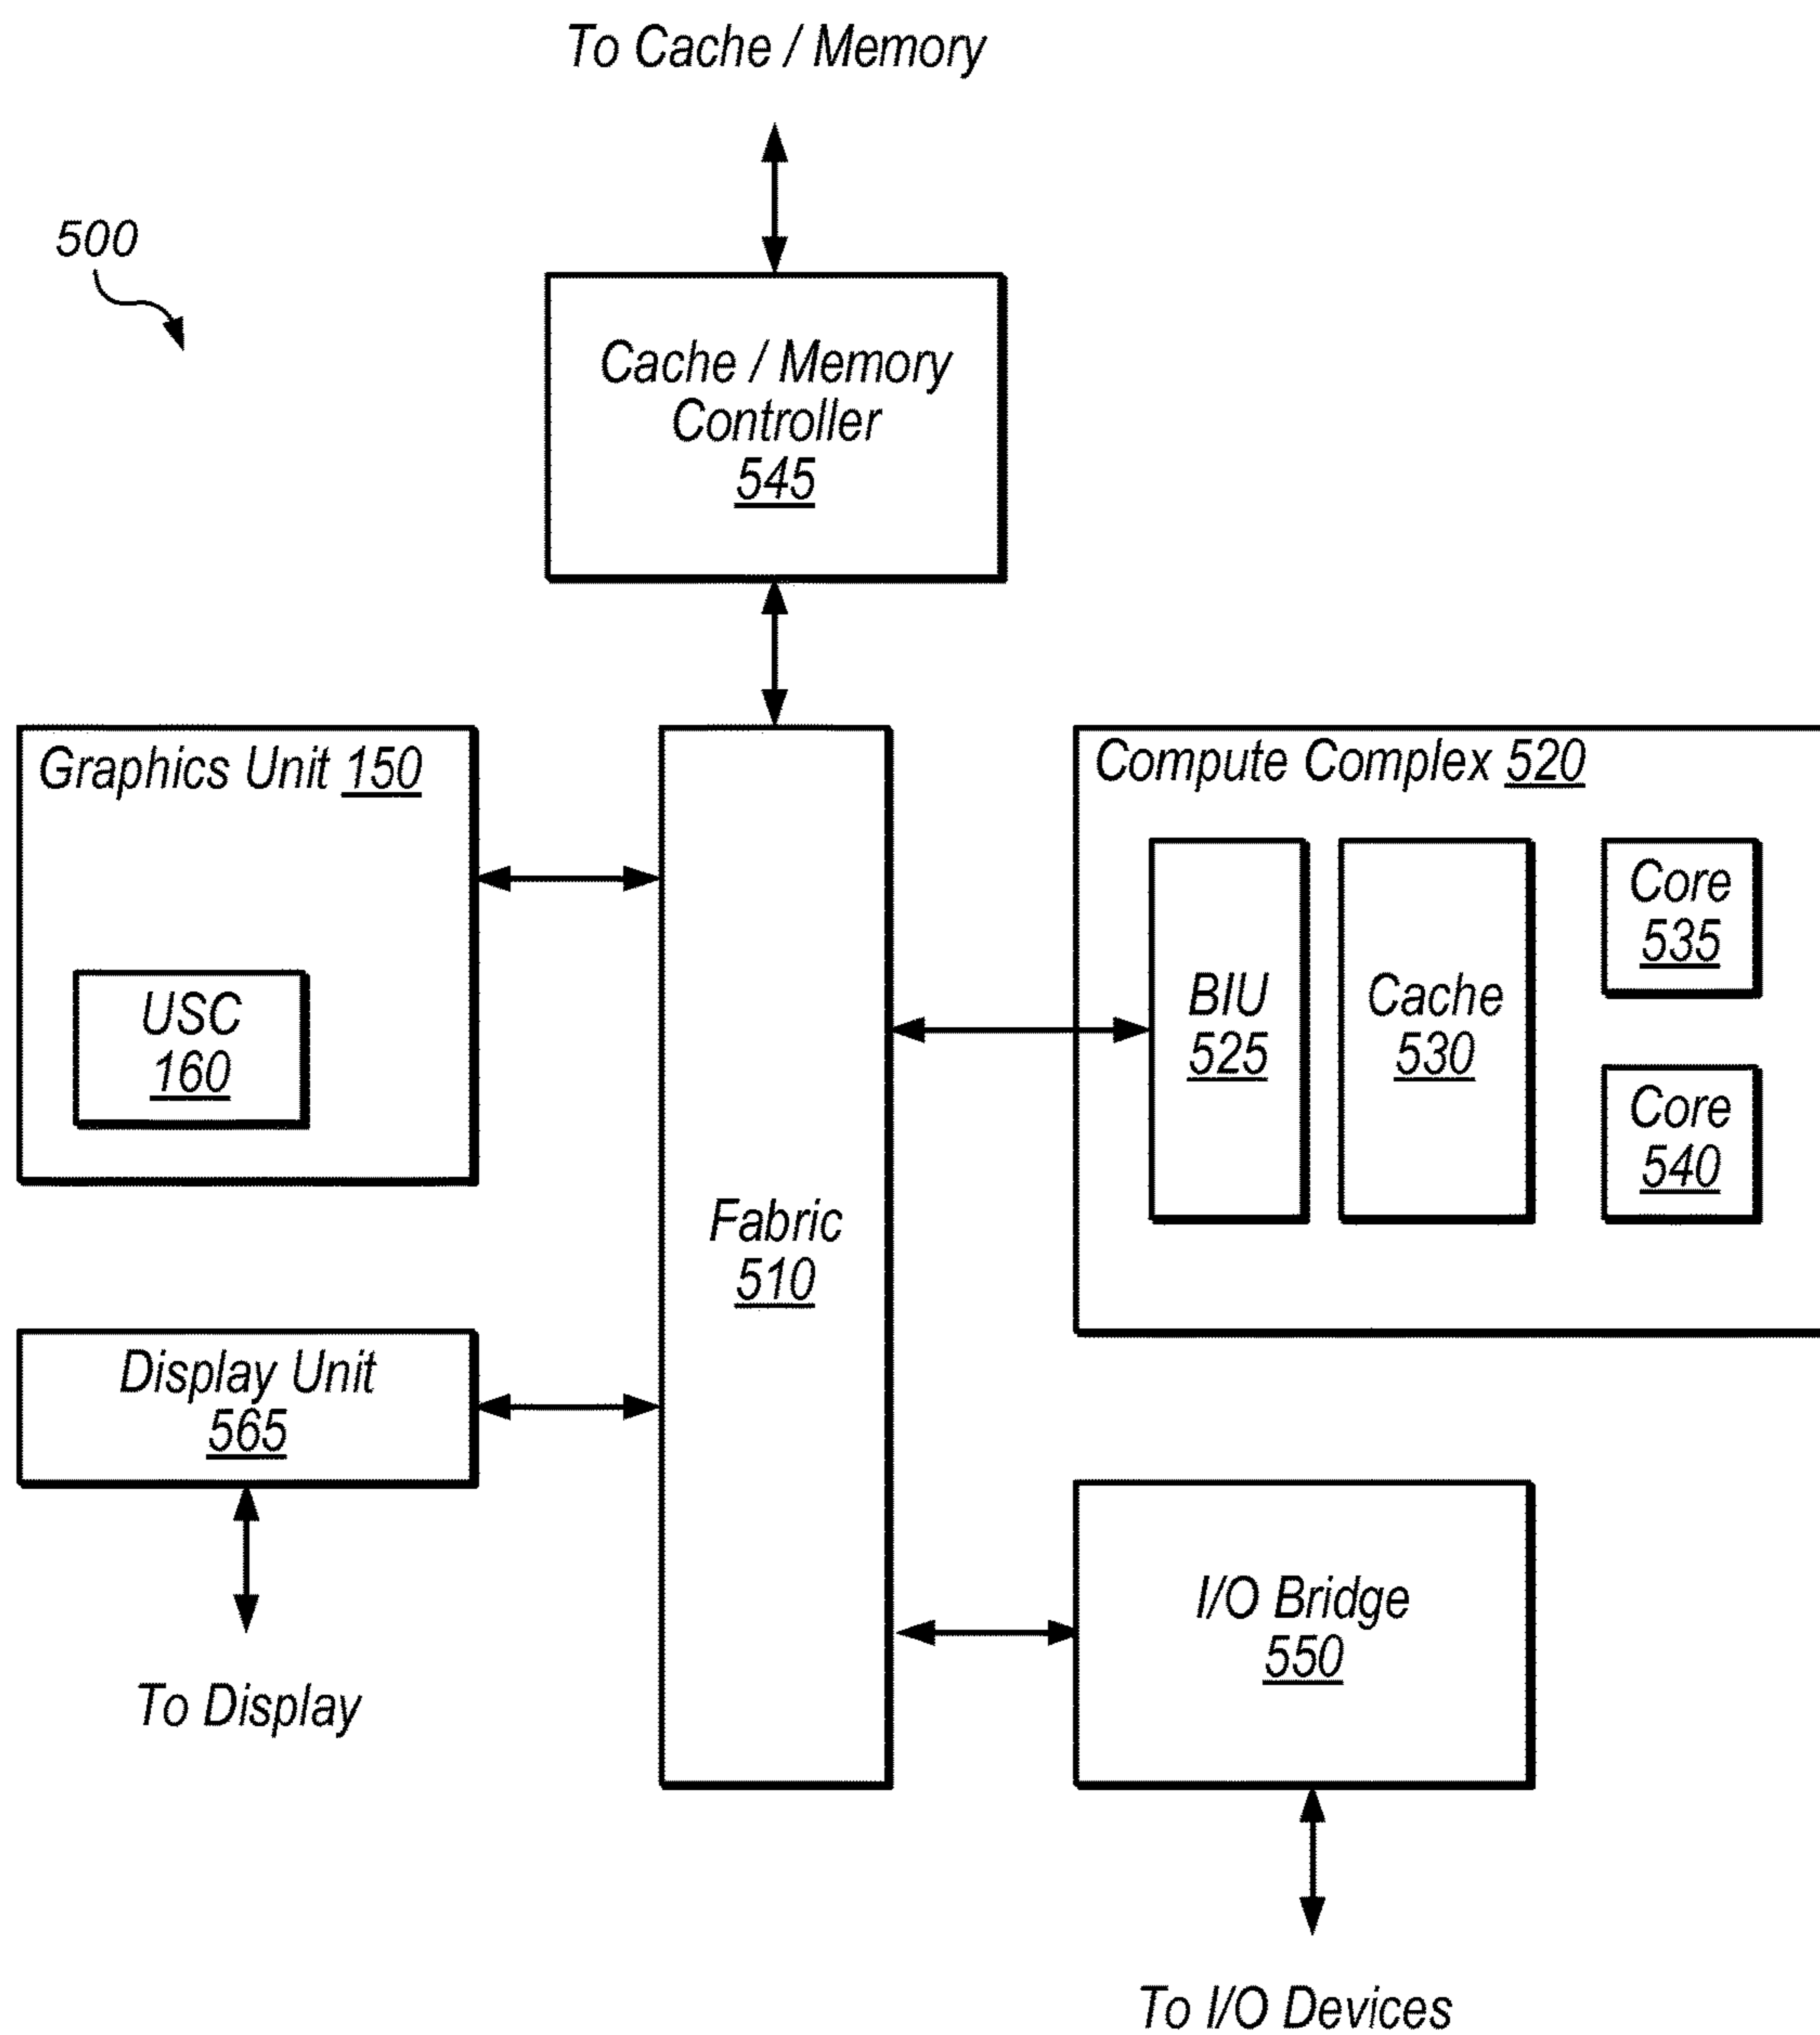 To Cache / Memory
500
Cache / Memory
Controller
545
Graphics Unit 150
USC
160
Fabric
510
Compute Complex 520
BIU
525
Cache
530
Core
535
Core
540
Display Unit
565
To Display
I/O Bridge
550
To I/O Devices